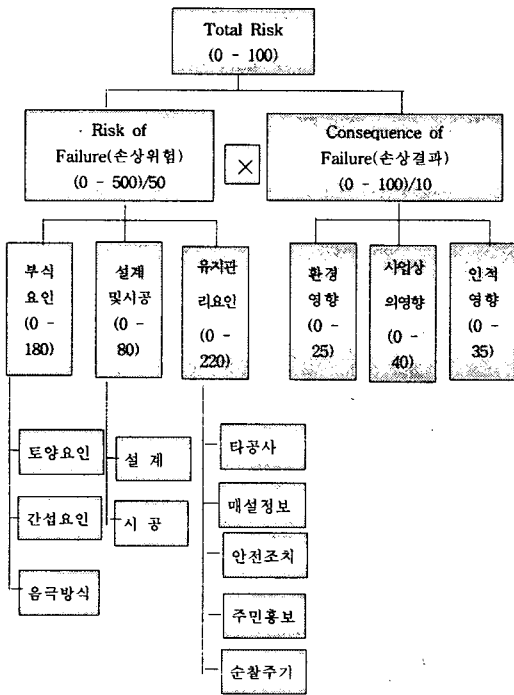 Total Risk
(0 - 100)
Risk of
Failure(손상위험)
(0 - 500)/50
×
Consequence of
Failure(손상결과)
(0 - 100)/10
부식
요인
(0 -
180)
설계
및시공
(0 -
80)
유지관
리요인
(0 -
220)
환경
영향
(0 -
25)
사업상
의영향
(0 -
40)
인적
영향
(0 -
35)
토양요인
간섭요인
음극방식
설 계
시 공
타공사
매설정보
안전조치
주민홍보
순찰주기